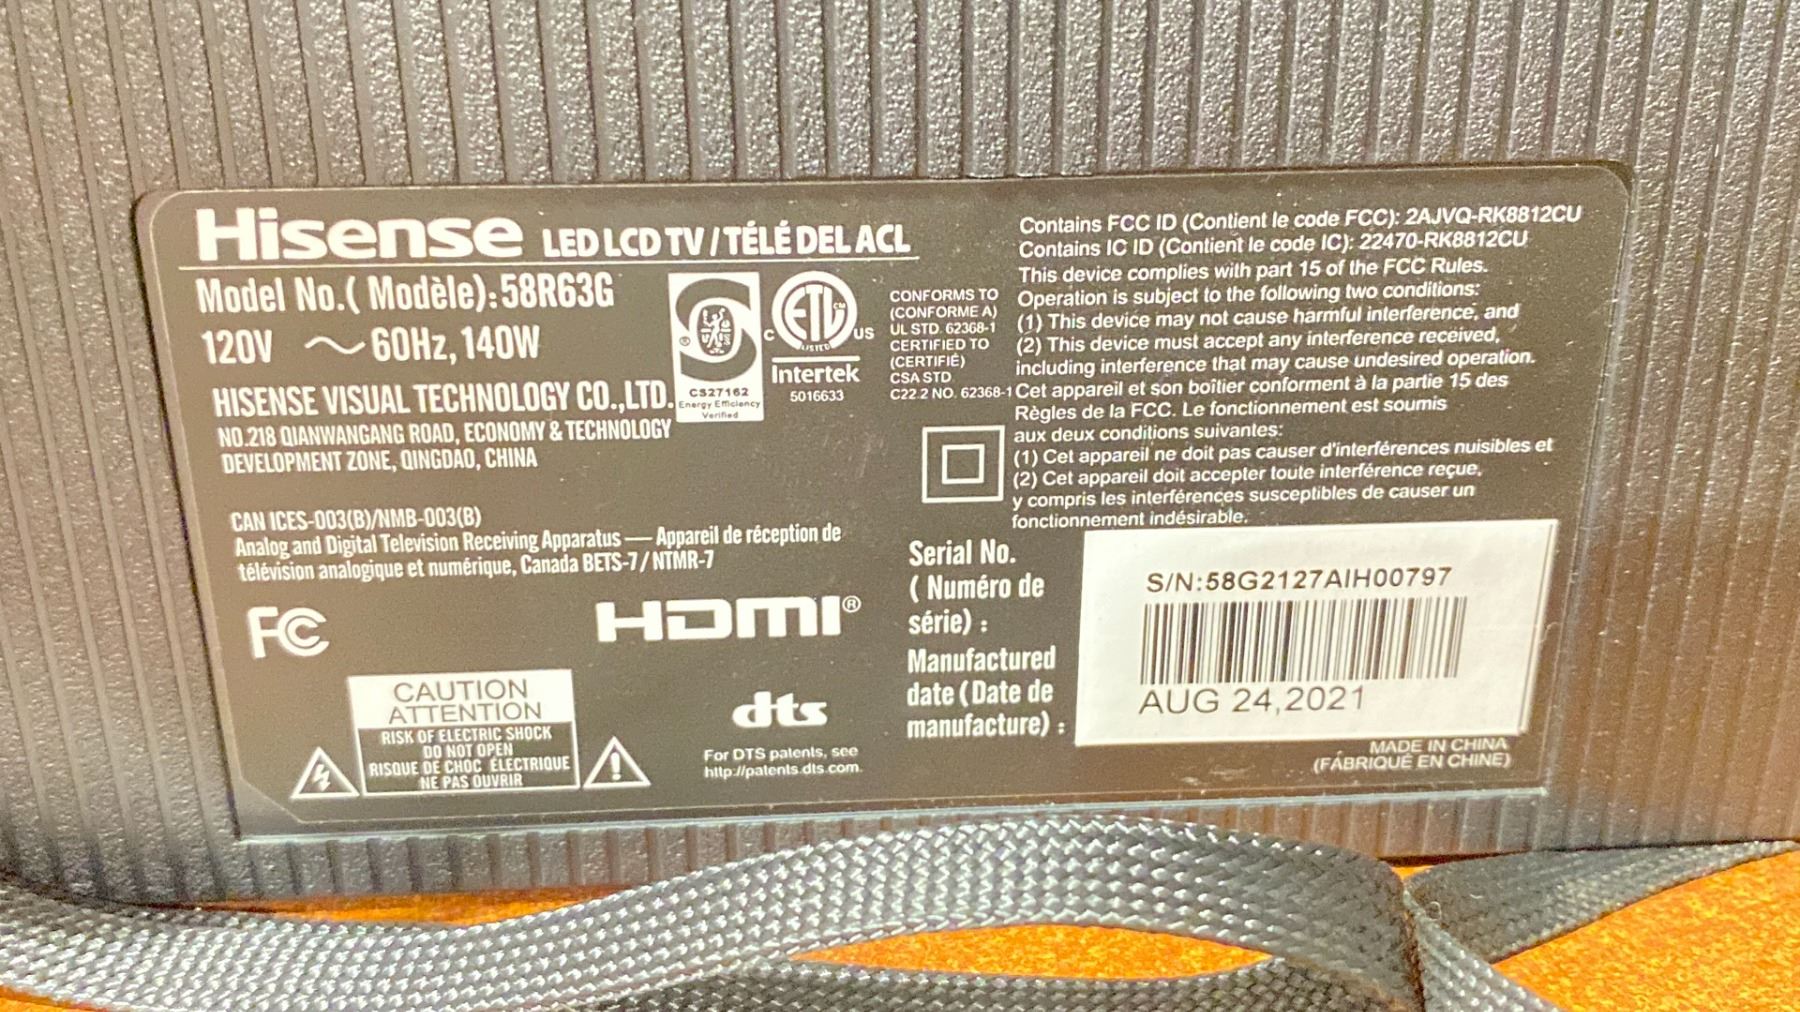 Hisense LED LCD TV / TÉLÉ DEL ACL
Model No.( Modèle):58R63G
120V ～60Hz, 140W
HISENSE VISUAL TECHNOLOGY CO.,LTD.
NO.218 QIANWANGANG ROAD, ECONOMY & TECHNOLOGY
DEVELOPMENT ZONE, QINGDAO, CHINA
®
CS27162
Energy Efficiency
Verified
C ETL CM US
LISTED
Intertek
5016633
CONFORMS TO
(CONFORME A)
UL STD. 62368-1
CERTIFIED TO
(CERTIFIÉ)
CSA STD
C22.2 NO. 62368-1
Contains FCC ID (Contient le code FCC): 2AJVQ-RK8812CU
Contains IC ID (Contient le code IC): 22470-RK8812CU
This device complies with part 15 of the FCC Rules.
Operation is subject to the following two conditions:
(1) This device may not cause harmful interference, and
(2) This device must accept any interference received,
including interference that may cause undesired operation.
Cet appareil et son boîtier conforment à la partie 15 des
Règles de la FCC. Le fonctionnement est soumis
aux deux conditions suivantes:
(1) Cet appareil ne doit pas causer d'interférences nuisibles et
(2) Cet appareil doit accepter toute interférence reçue,
y compris les interférences susceptibles de causer un
fonctionnement indésirable.
CAN ICES-003(B)/NMB-003(B)
Analog and Digital Television Receiving Apparatus — Appareil de réception de
télévision analogique et numérique, Canada BETS-7 / NTMR-7
FC
HDMI®
CAUTION
ATTENTION
RISK OF ELECTRIC SHOCK
DO NOT OPEN
RISQUE DE CHOC ÉLECTRIQUE
NE PAS OUVRIR
dts
For DTS patents, see
http://patents.dts.com.
Serial No.
( Numéro de
série) :
Manufactured
date (Date de
manufacture) :
S/N:58G2127AIH00797
AUG 24,2021
MADE IN CHINA
(FABRIQUÉ EN CHINE)